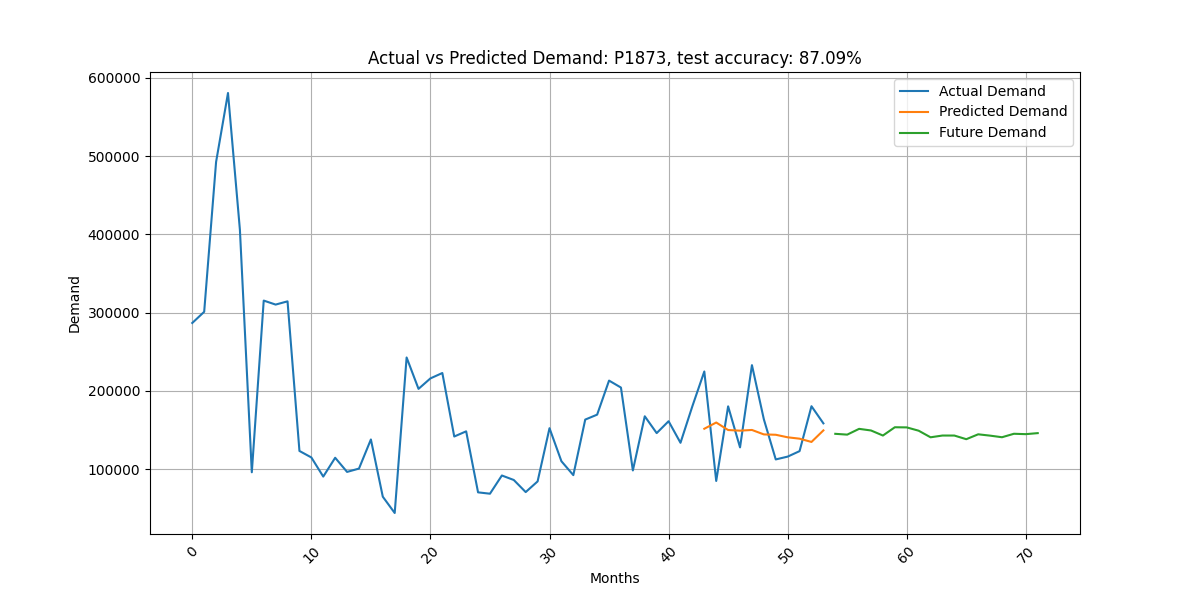 Actual vs Predicted Demand: P1873, test accuracy: 87.09%
600000
500000
400000
300000
200000
100000
Demand
Actual Demand
Predicted Demand
Future Demand
0
10
20
30
40
50
60
70
Months